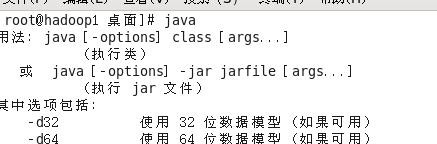 root@hadoop1 桌面]# java
用法: java [-options] class [args...]
(执行类)
或 java [-options] -jar jarfile [args...]
(执行 jar 文件)
其中选项包括:
-d32 使用 32 位数据模型 (如果可用)
-d64 使用 64 位数据模型 (如果可用)